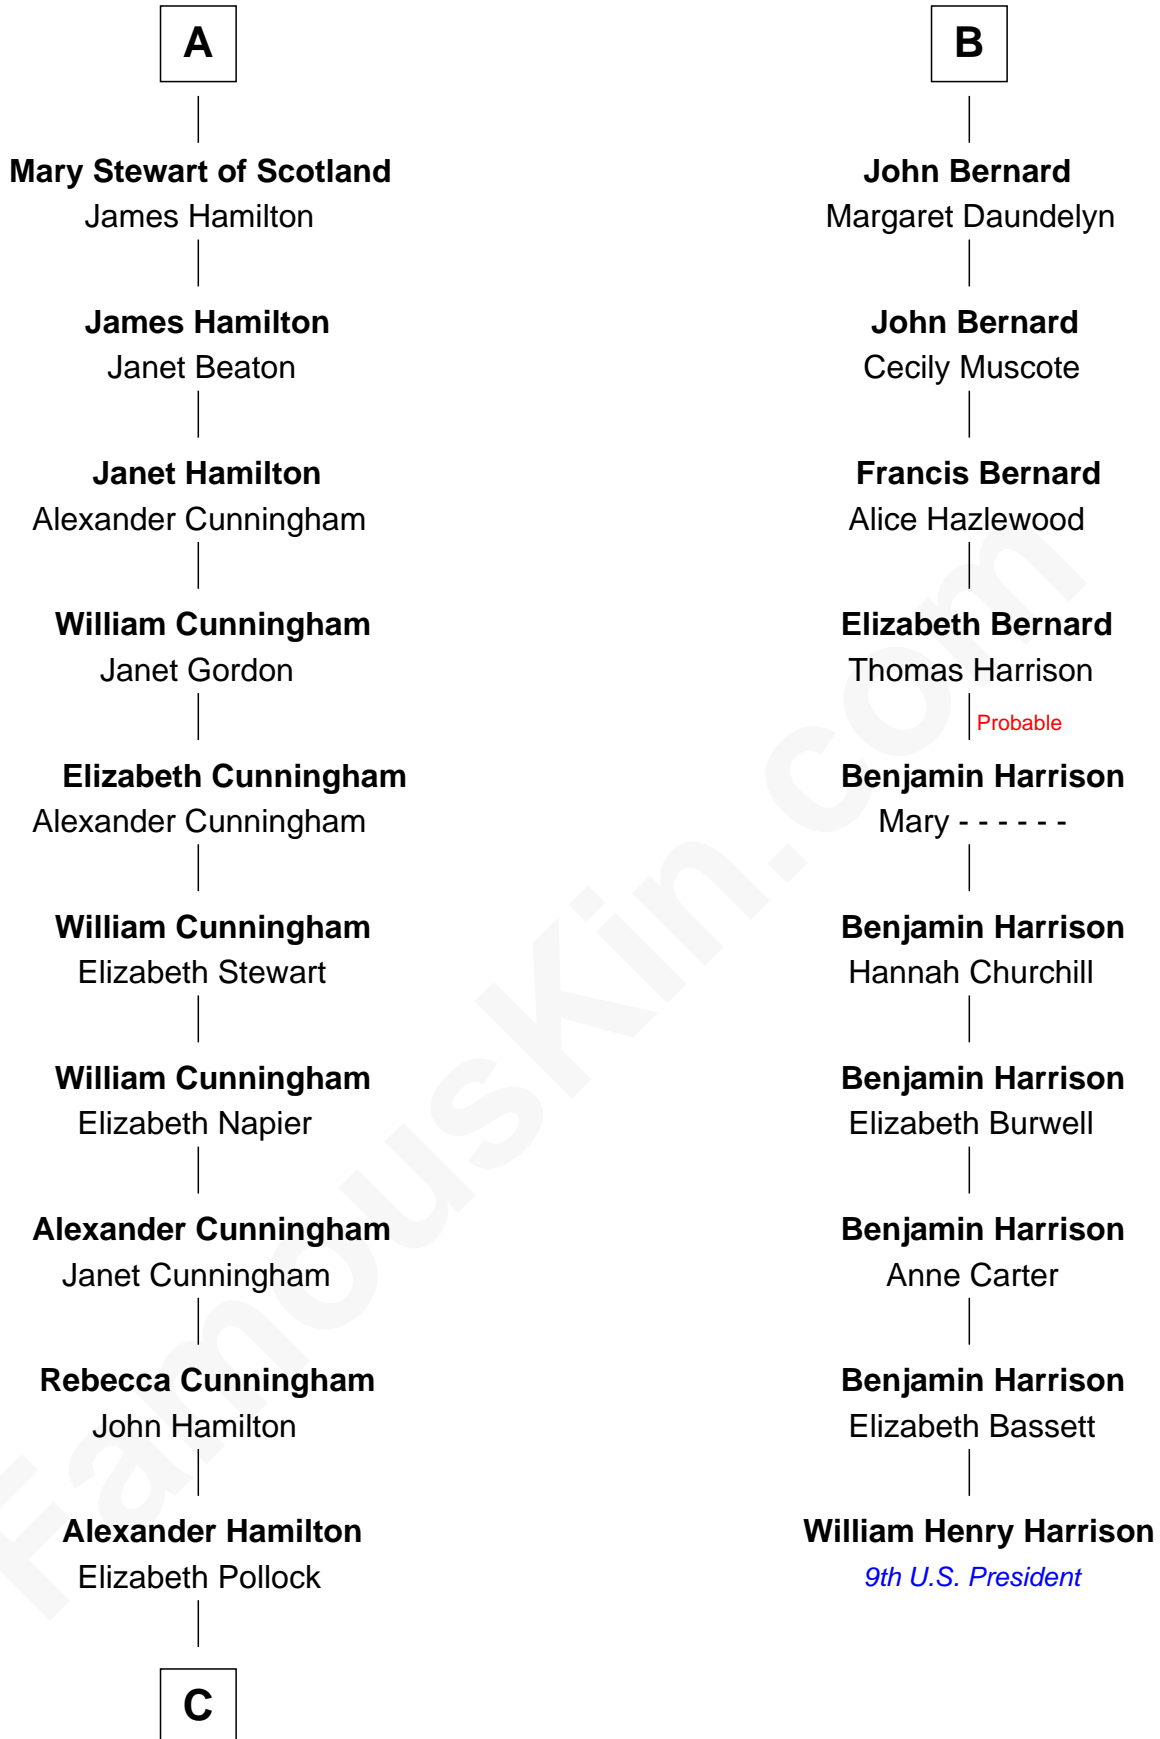 A
Mary Stewart of Scotland
James Hamilton
James Hamilton
Janet Beaton
Janet Hamilton
Alexander Cunningham
William Cunningham
Janet Gordon
Elizabeth Cunningham
Alexander Cunningham
William Cunningham
Elizabeth Stewart
William Cunningham
Elizabeth Napier
Alexander Cunningham
Janet Cunningham
Rebecca Cunningham
John Hamilton
Alexander Hamilton
Elizabeth Pollock
C
B
John Bernard
Margaret Daundelyn
John Bernard
Cecily Muscote
Francis Bernard
Alice Hazlewood
Elizabeth Bernard
Thomas Harrison
Probable
Benjamin Harrison
Mary - - - - - -
Benjamin Harrison
Hannah Churchill
Benjamin Harrison
Elizabeth Burwell
Benjamin Harrison
Anne Carter
Benjamin Harrison
Elizabeth Bassett
William Henry Harrison
9th U.S. President
FamousKin.com